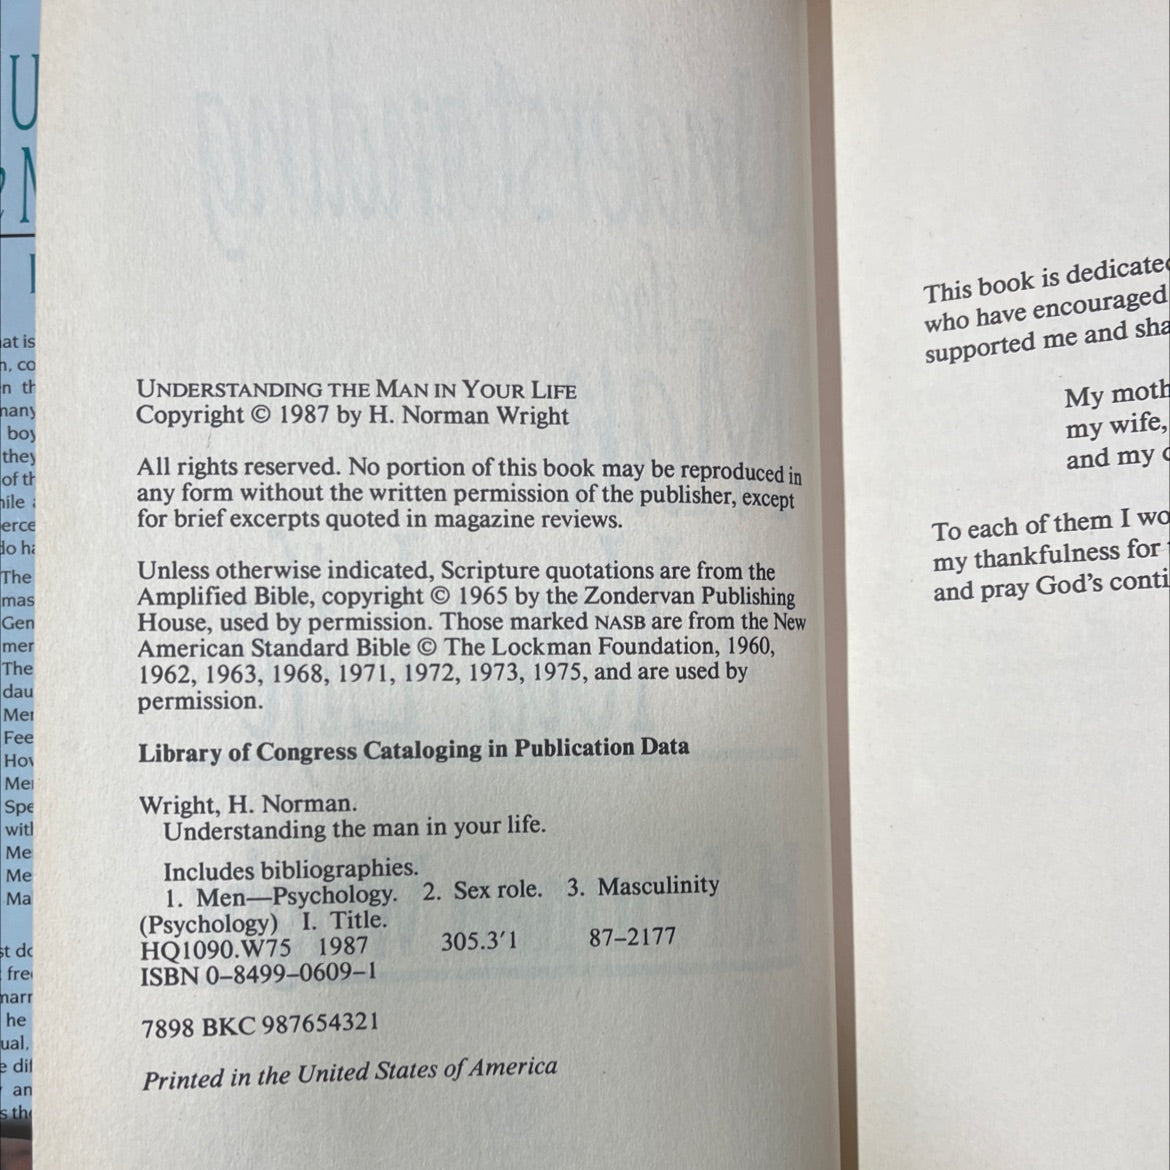 UNDERSTANDING THE MAN IN YOUR LIFE
Copyright © 1987 by H. Norman Wright
All rights reserved. No portion of this book may be reproduced in
any form without the written permission of the publisher, except
for brief excerpts quoted in magazine reviews.
Unless otherwise indicated, Scripture quotations are from the
Amplified Bible, copyright © 1965 by the Zondervan Publishing
House, used by permission. Those marked NASB are from the New
American Standard Bible © The Lockman Foundation, 1960,
1962, 1963, 1968, 1971, 1972, 1973, 1975, and are used by
permission.
Library of Congress Cataloging in Publication Data
Wright, H. Norman.
Understanding the man in your life.
Includes bibliographies.
1. Men—Psychology. 2. Sex role. 3. Masculinity
(Psychology) I. Title.
HQ1090.W75 1987 305.3'1 87–2177
ISBN 0–8499–0609–1
7898 BKC 987654321
Printed in the United States of America
This book is dedicated
who have encouraged
supported me and sha
My moth
my wife,
and my
To each of them I wo
my thankfulness for
and pray God's conti